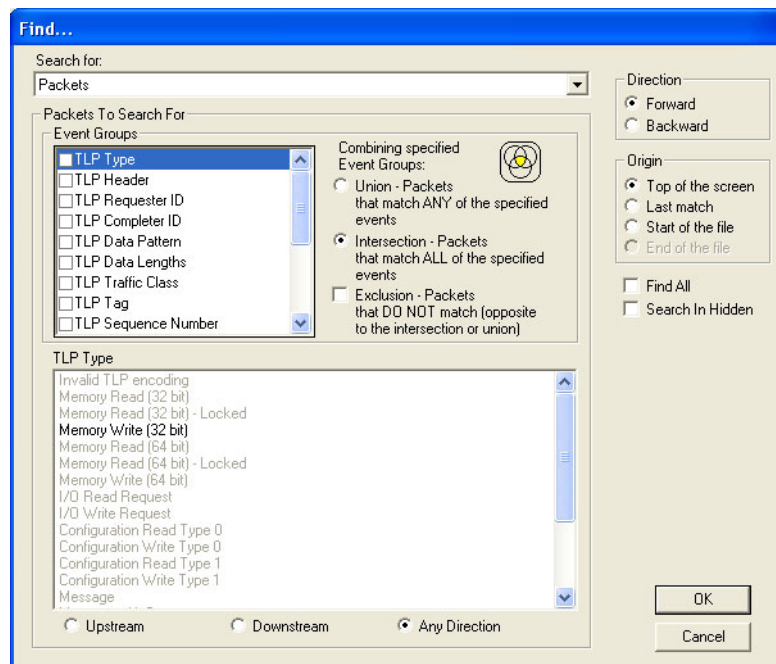 Find...
Search for:
Packets
Packets To Search For
Event Groups
TLP Type
TLP Header
TLP Requester ID
TLP Completer ID
TLP Data Pattern
TLP Data Lengths
TLP Traffic Class
TLP Tag
TLP Sequence Number
Combining specified
Event Groups:
Union - Packets
that match ANY of the specified
events
Intersection - Packets
that match ALL of the specified
events
Exclusion - Packets
that DO NOT match (opposite
to the intersection or union)
TLP Type
Invalid TLP encoding
Memory Read (32 bit)
Memory Read (32 bit) - Locked
Memory Write (32 bit)
Memory Read (64 bit)
Memory Read (64 bit) - Locked
Memory Write (64 bit)
I/O Read Request
I/O Write Request
Configuration Read Type 0
Configuration Write Type 0
Configuration Read Type 1
Configuration Write Type 1
Message
Upstream
Downstream
Any Direction
Direction
Forward
Backward
Origin
Top of the screen
Last match
Start of the file
End of the file
Find All
Search In Hidden
OK
Cancel